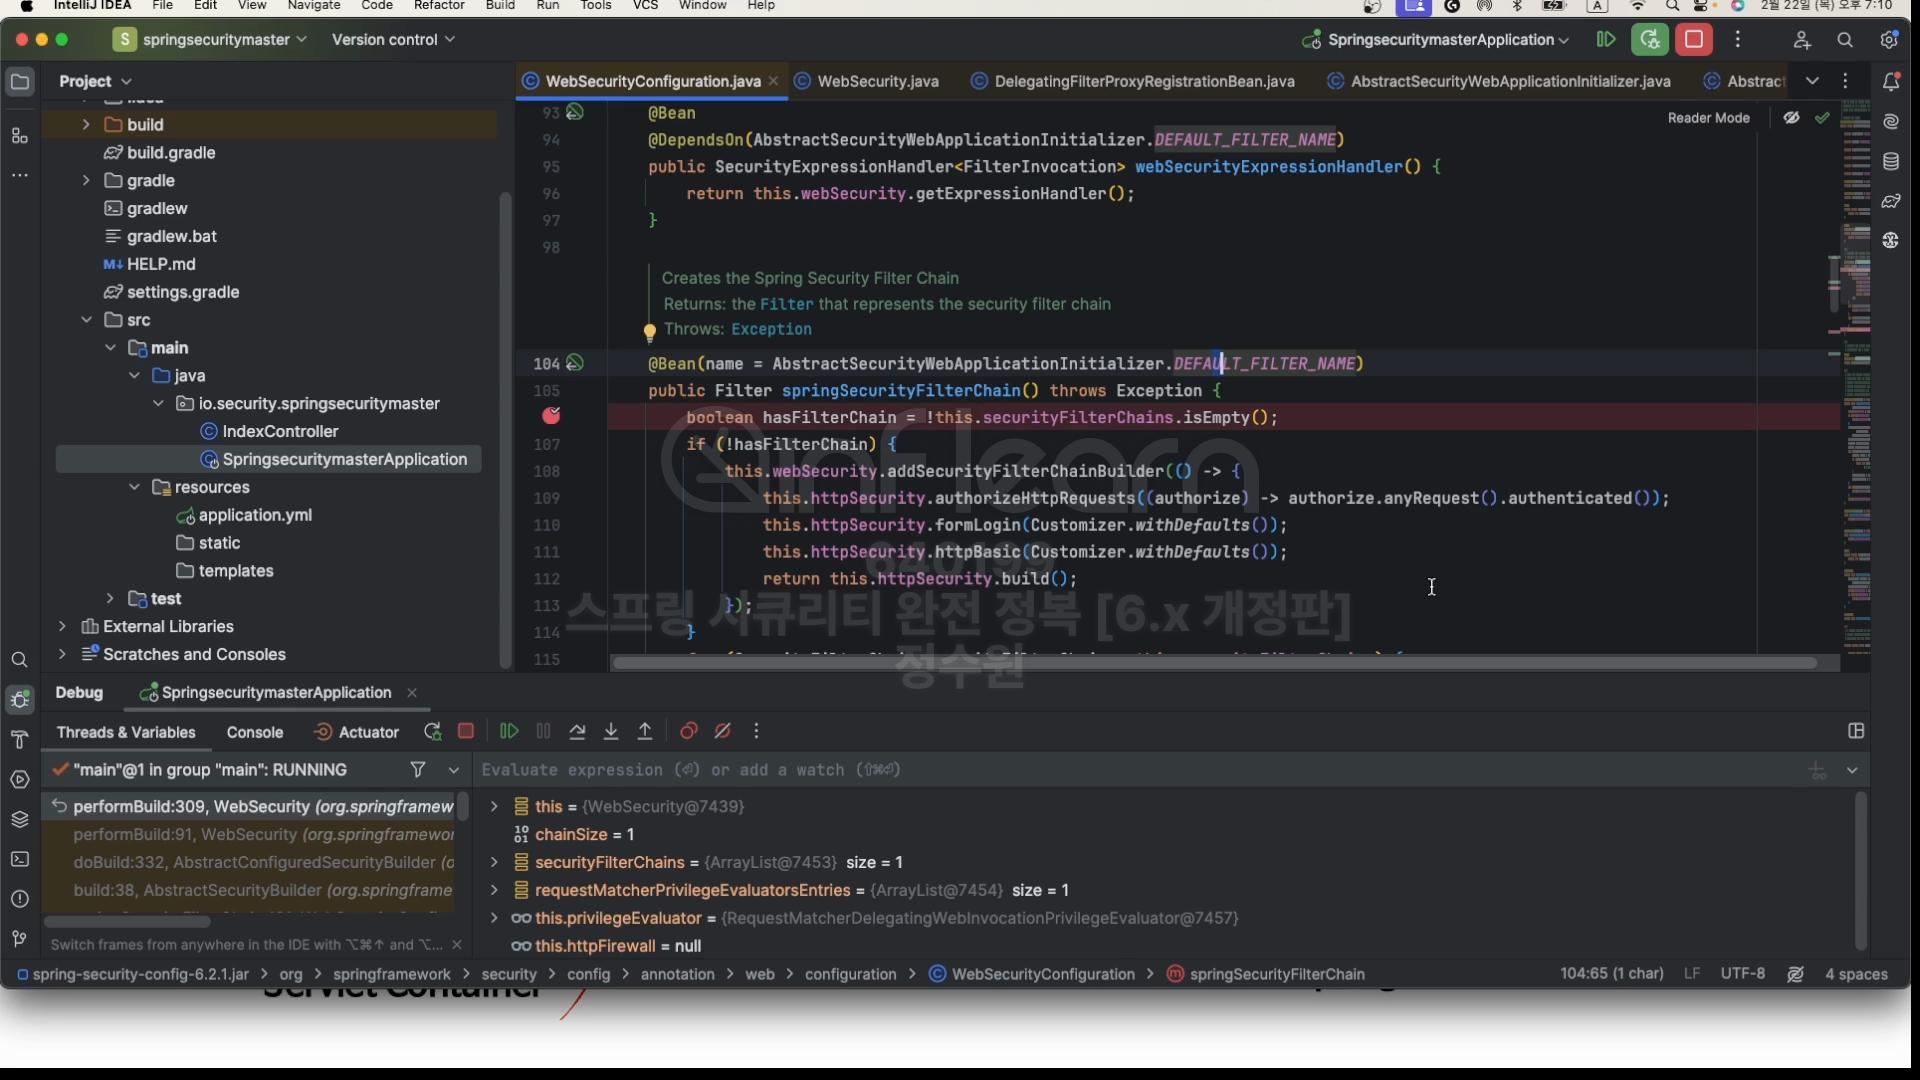 IntelliJ IDEA File Edit View Navigate Code Refactor Build Run Tools VCS Window Help
A 2월 22일 (목) 오후 7:10
S springsecuritymaster Version control SpringsecuritymasterApplication
Project
WebSecurityConfiguration.java WebSecurity.java DelegatingFilterProxyRegistrationBean.java AbstractSecurityWebApplicationInitializer.java Abstract
Reader Mode
.idea
build
build.gradle
gradle
gradlew
gradlew.bat
M↓ HELP.md
settings.gradle
src
main
java
io.security.springsecuritymaster
IndexController
SpringsecuritymasterApplication
resources
application.yml
static
templates
test
External Libraries
Scratches and Consoles
93 @Bean
94 @DependsOn(AbstractSecurityWebApplicationInitializer.DEFAULT_FILTER_NAME)
95 public SecurityExpressionHandler<FilterInvocation> webSecurityExpressionHandler() {
96 return this.webSecurity.getExpressionHandler();
97 }
98
Creates the Spring Security Filter Chain
Returns: the Filter that represents the security filter chain
Throws: Exception
104 @Bean(name = AbstractSecurityWebApplicationInitializer.DEFAULT_FILTER_NAME)
105 public Filter springSecurityFilterChain() throws Exception {
boolean hasFilterChain = !this.securityFilterChains.isEmpty();
107 if (!hasFilterChain) {
108 this.webSecurity.addSecurityFilterChainBuilder(() -> {
109 this.httpSecurity.authorizeHttpRequests((authorize) -> authorize.anyRequest().authenticated());
110 this.httpSecurity.formLogin(Customizer.withDefaults());
111 this.httpSecurity.httpBasic(Customizer.withDefaults());
112 return this.httpSecurity.build();
113 });
114 }
115
inflearn
640199
스프링 시큐리티 완전 정복 [6.x 개정판]
정수원
Debug SpringsecuritymasterApplication
Threads & Variables Console Actuator
"main"@1 in group "main": RUNNING
Evaluate expression (⏎) or add a watch (⇧⌘⏎)
performBuild:309, WebSecurity (org.springframew
performBuild:91, WebSecurity (org.springframewor
doBuild:332, AbstractConfiguredSecurityBuilder (o
build:38, AbstractSecurityBuilder (org.springframe
Switch frames from anywhere in the IDE with ⌥⌘↑ and ⌥...
this = {WebSecurity@7439}
chainSize = 1
securityFilterChains = {ArrayList@7453} size = 1
requestMatcherPrivilegeEvaluatorsEntries = {ArrayList@7454} size = 1
this.privilegeEvaluator = {RequestMatcherDelegatingWebInvocationPrivilegeEvaluator@7457}
this.httpFirewall = null
spring-security-config-6.2.1.jar > org > springframework > security > config > annotation > web > configuration > WebSecurityConfiguration > springSecurityFilterChain
104:65 (1 char) LF UTF-8 4 spaces
Servlet Container